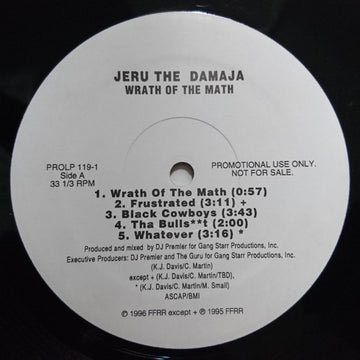 JERU THE DAMAJA
WRATH OF THE MATH
PROLP 119-1
Side A
33 1/3 RPM
PROMOTIONAL USE ONLY.
NOT FOR SALE.
1. Wrath Of The Math (0:57)
2. Frustrated (3:11) +
3. Black Cowboys (3:43)
4. Tha Bulls**t (2:00)
5. Whatever (3:16) *
Produced and mixed by DJ Premier for Gang Starr Productions, Inc.
Executive Producers: DJ Premier and The Guru for Gang Starr Productions, Inc.
(K.J. Davis/C. Martin)
except + (K.J. Davis/C. Martin/TBD),
* (K.J. Davis/C. Martin/M. Small)
ASCAP/BMI
℗ 1996 FFRR except + ℗ 1995 FFRR